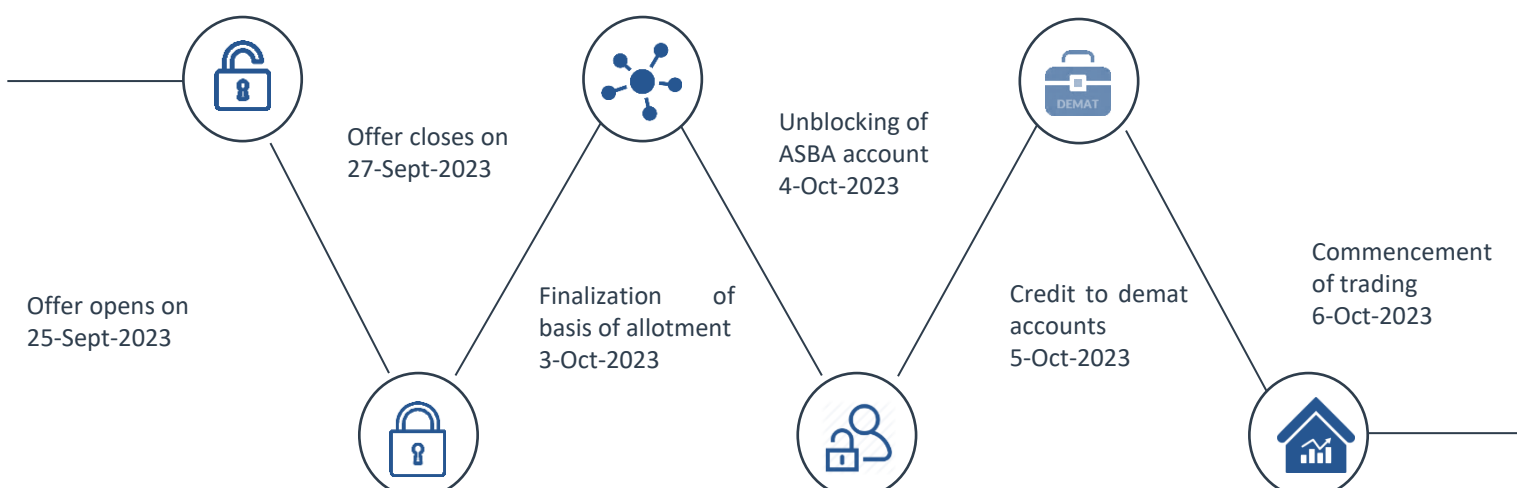 Offer opens on
25-Sept-2023
Offer closes on
27-Sept-2023
Finalization of
basis of allotment
3-Oct-2023
Unblocking of
ASBA account
4-Oct-2023
DEMAT
Credit to demat
accounts
5-Oct-2023
Commencement
of trading
6-Oct-2023